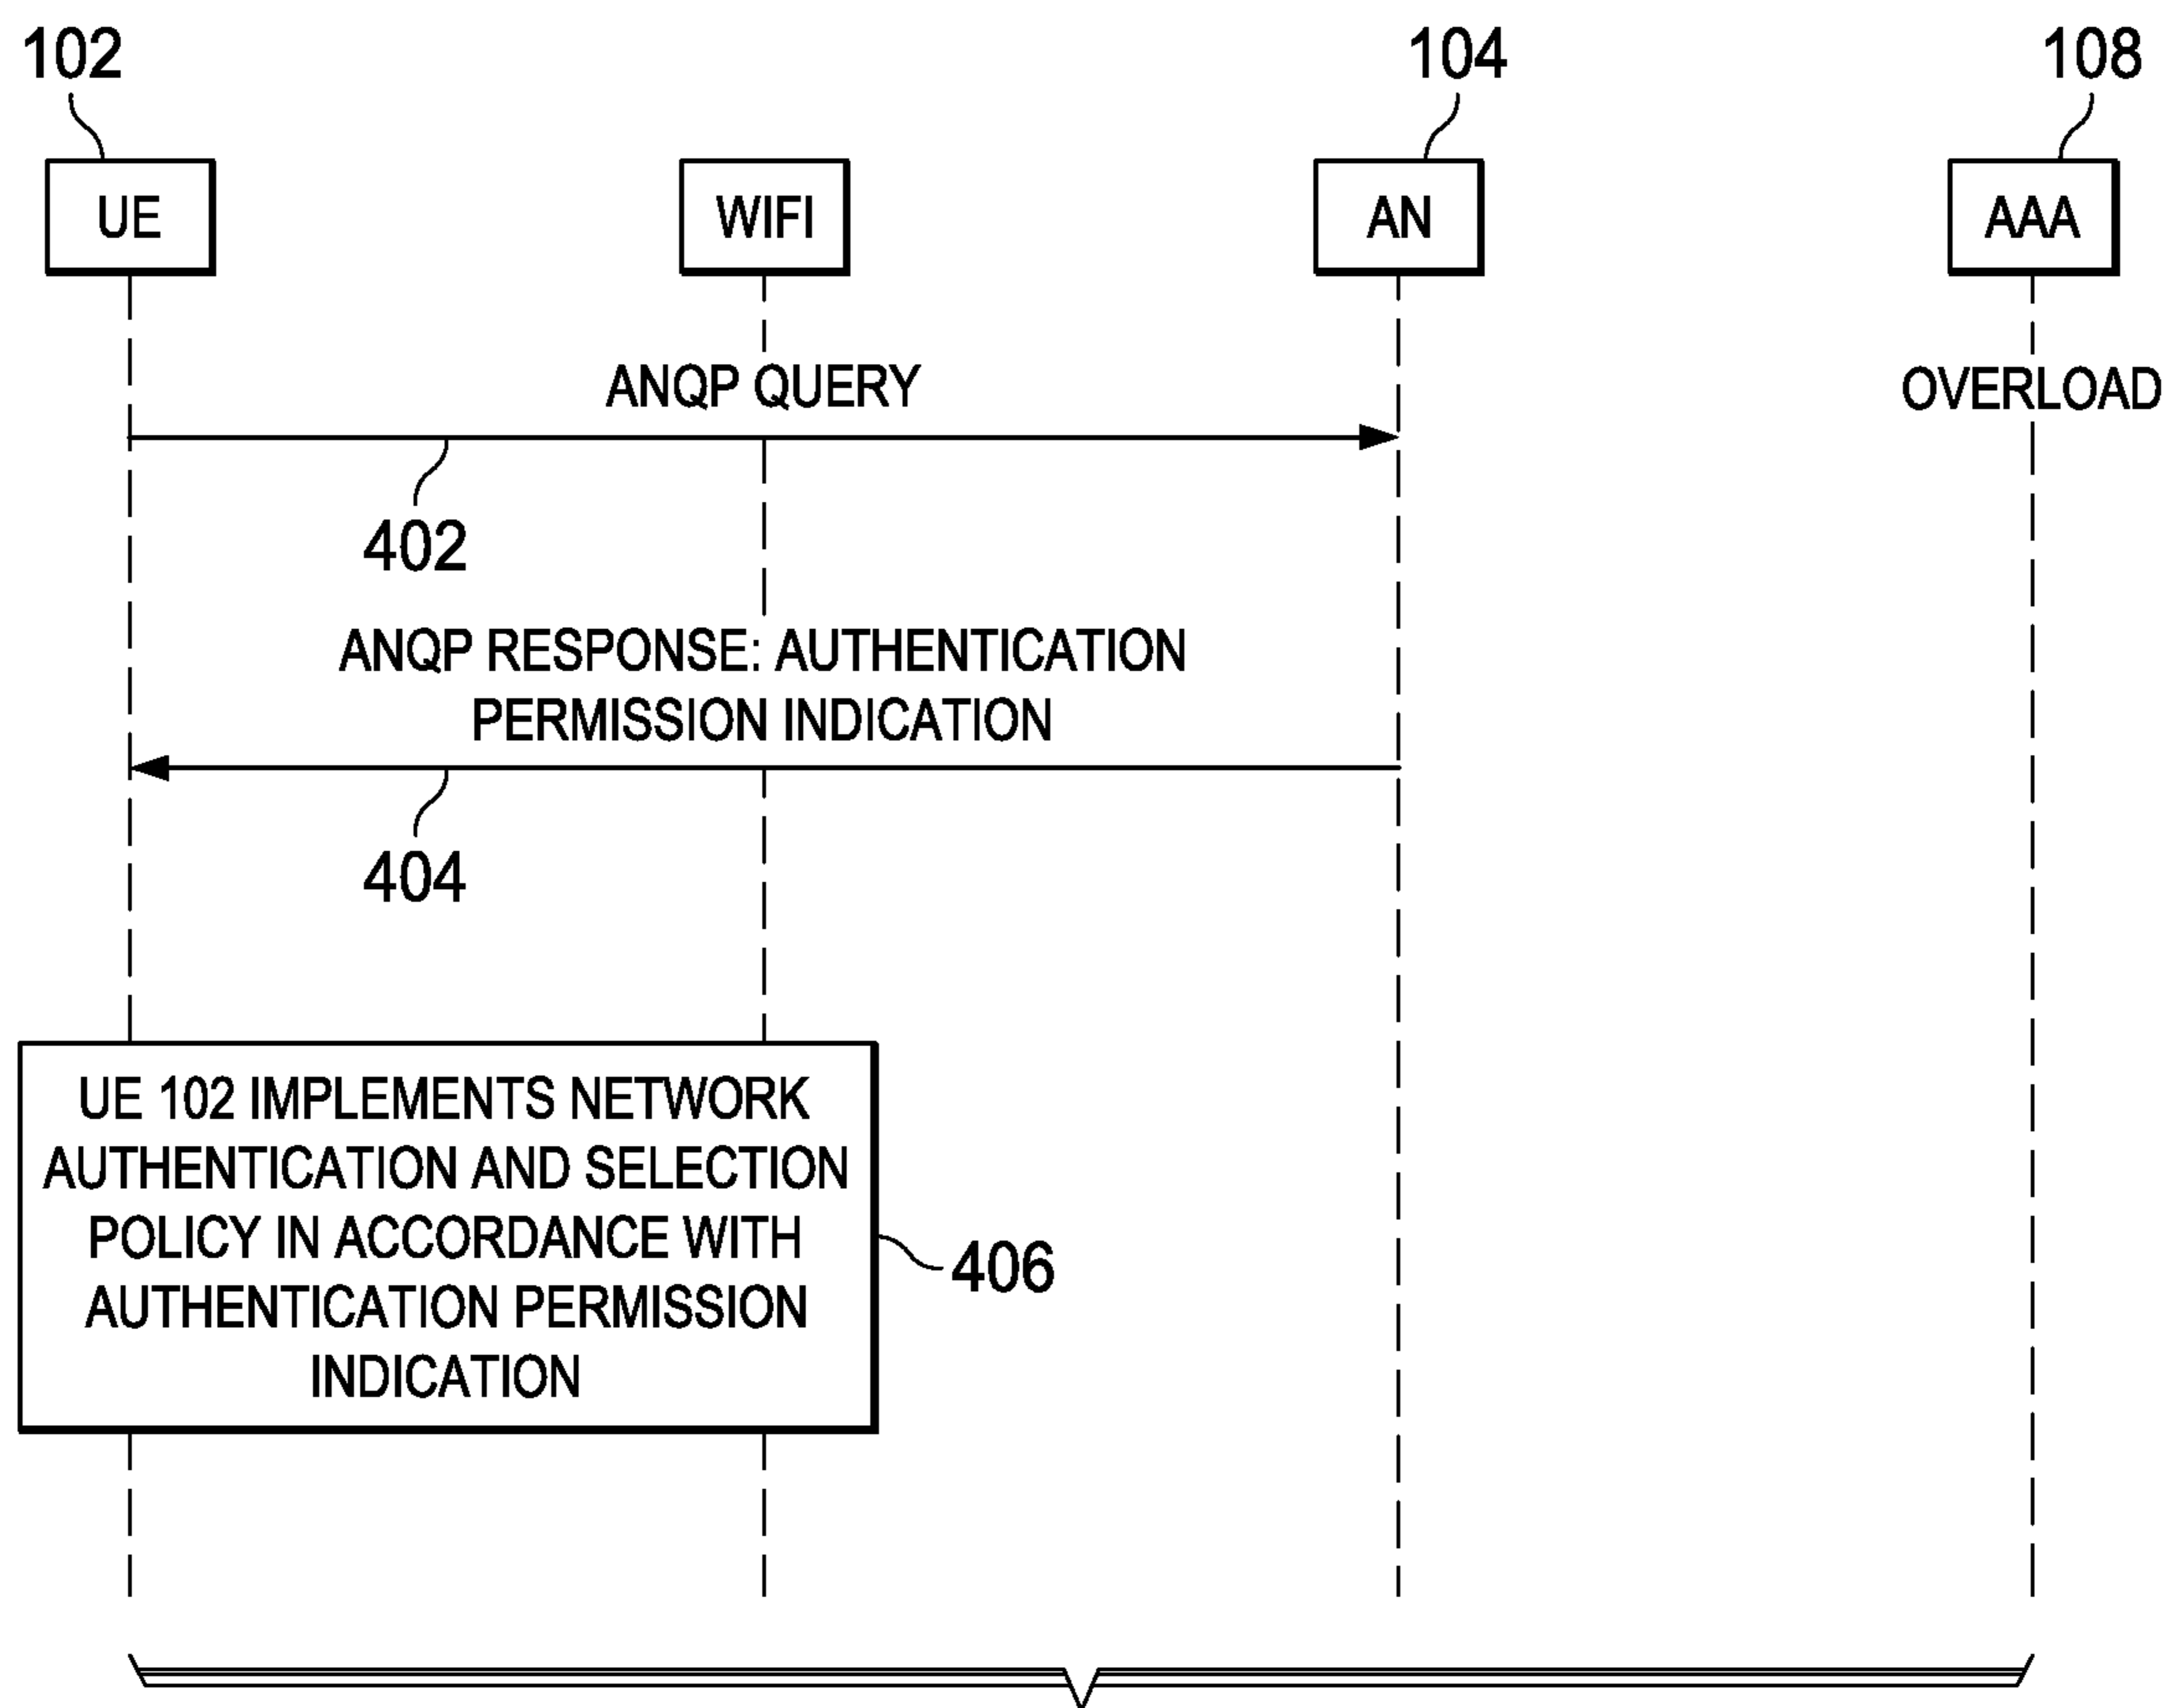 102
104
108
UE
WIFI
AN
AAA
ANQP QUERY
OVERLOAD
402
ANQP RESPONSE: AUTHENTICATION
PERMISSION INDICATION
404
UE 102 IMPLEMENTS NETWORK
AUTHENTICATION AND SELECTION
POLICY IN ACCORDANCE WITH
AUTHENTICATION PERMISSION
INDICATION
406